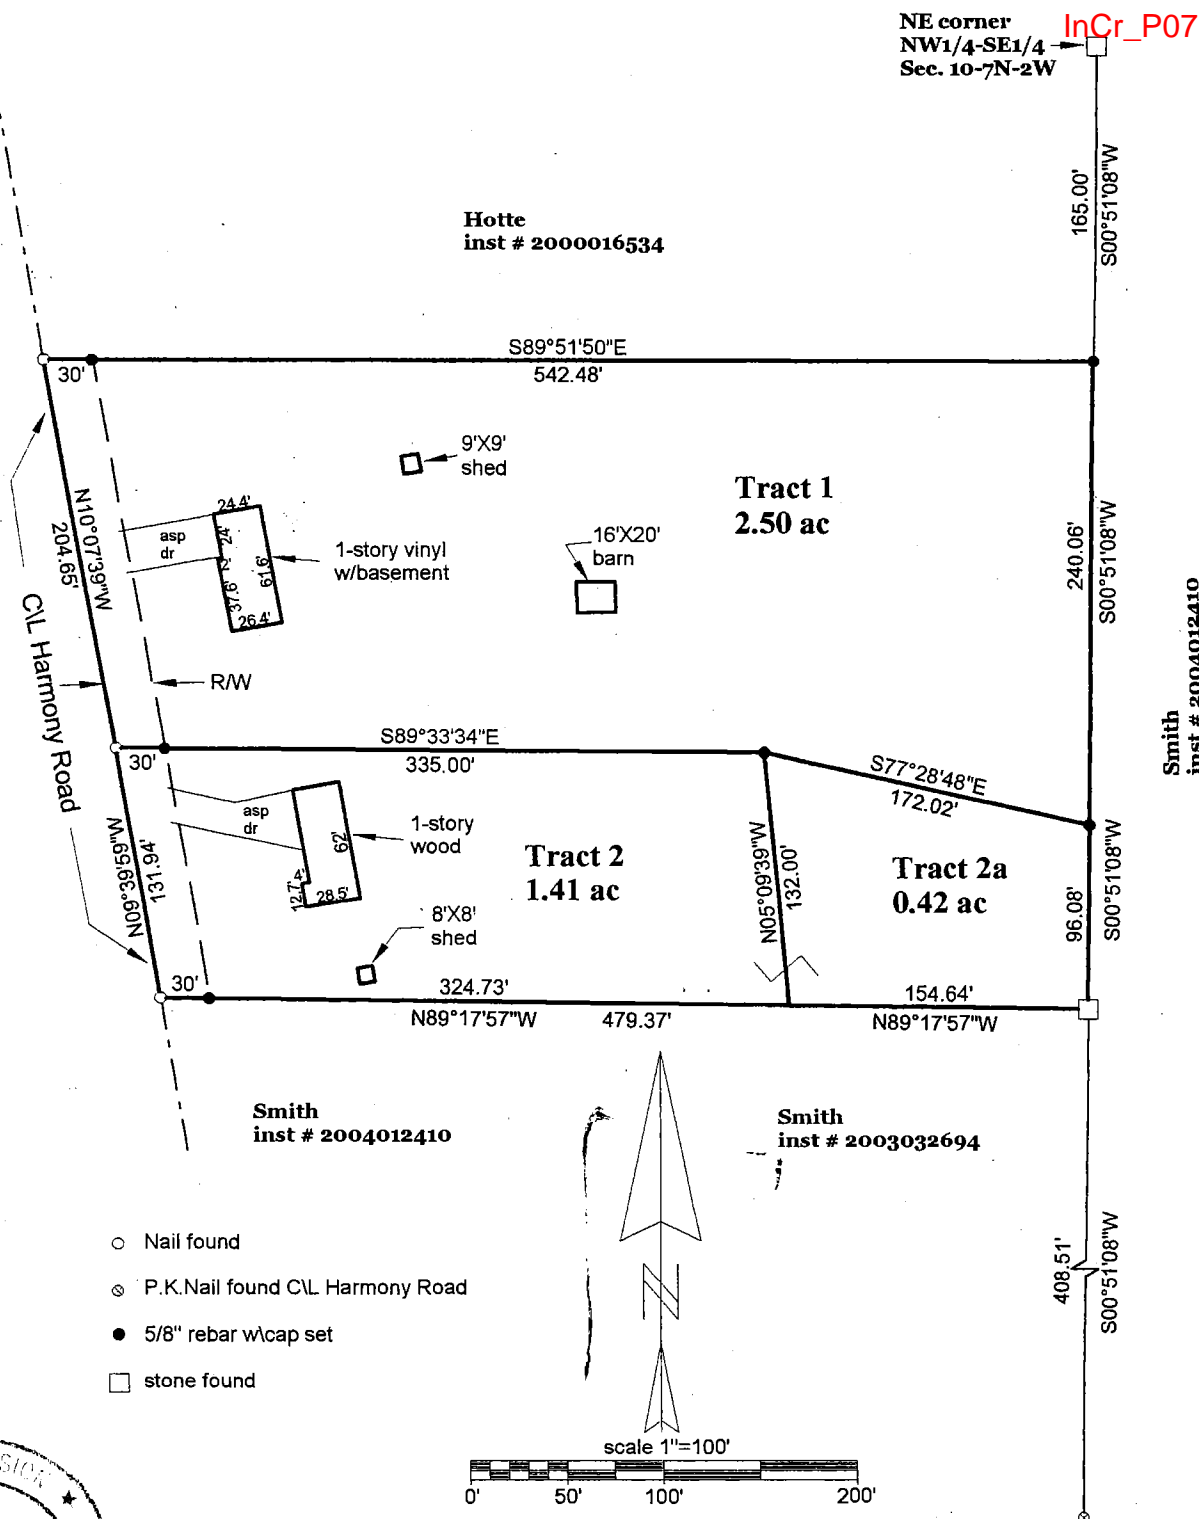 NE corner
NW1/4-SE1/4
Sec. 10-7N-2W
InCr_P07
165.00'
S00°51'08"W
Hotte
inst # 2000016534
S89°51'50"E
542.48'
30'
9'X9'
shed
Tract 1
2.50 ac
N10°07'39"W
204.65'
24.4'
24'
2'
37.6'
61.6'
26.4'
asp
dr
1-story vinyl
w/basement
16'X20'
barn
240.06'
S00°51'08"W
C\L Harmony Road
R/W
Smith
inst # 2004012410
S89°33'34"E
335.00'
30'
S77°28'48"E
172.02'
asp
dr
1-story
wood
62'
4'
12.7'
28.5'
Tract 2
1.41 ac
N05°09'39"W
132.00'
Tract 2a
0.42 ac
96.08'
S00°51'08"W
N09°39'59"W
131.94'
8'X8'
shed
30'
324.73'
154.64'
N89°17'57"W
479.37'
N89°17'57"W
Smith
inst # 2004012410
Smith
inst # 2003032694
408.51'
S00°51'08"W
N
Nail found
P.K.Nail found C\L Harmony Road
5/8" rebar w\cap set
stone found
scale 1"=100'
0'
50'
100'
200'